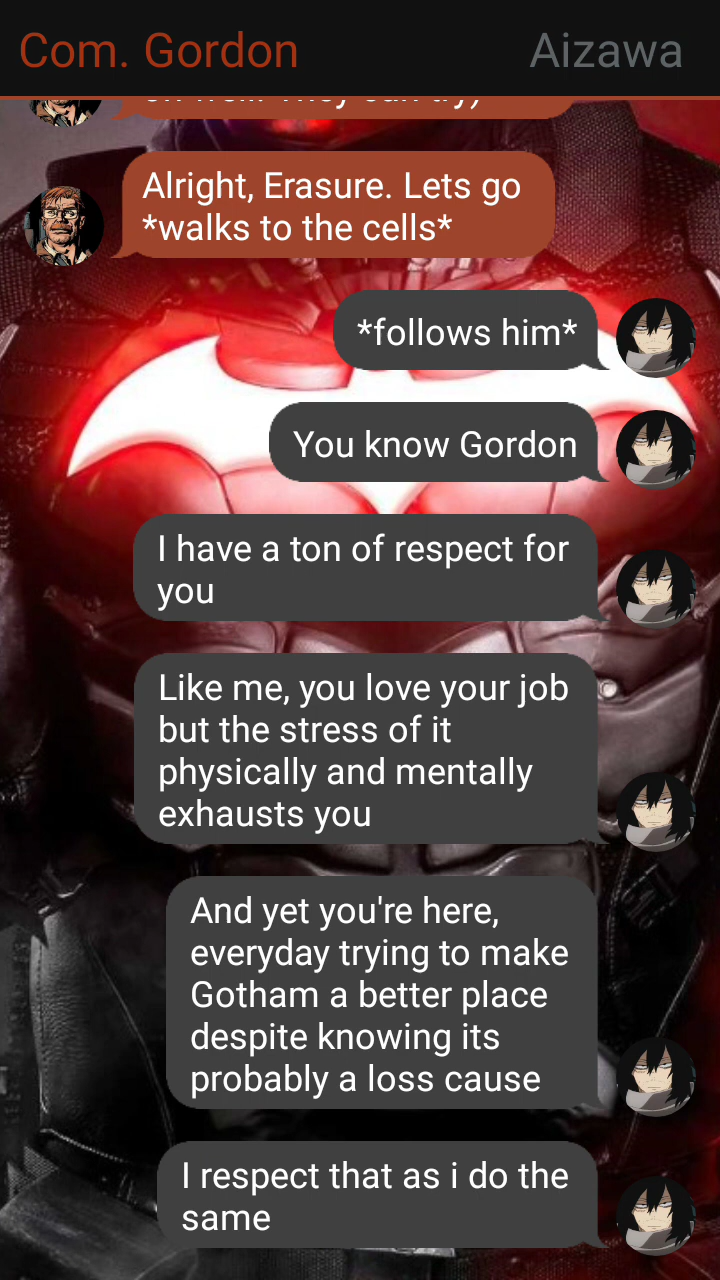 Com. Gordon
Aizawa
Alright, Erasure. Lets go
*walks to the cells*
*follows him*
You know Gordon
I have a ton of respect for
you
Like me, you love your job
but the stress of it
physically and mentally
exhausts you
And yet you're here,
everyday trying to make
Gotham a better place
despite knowing its
probably a loss cause
I respect that as i do the
same